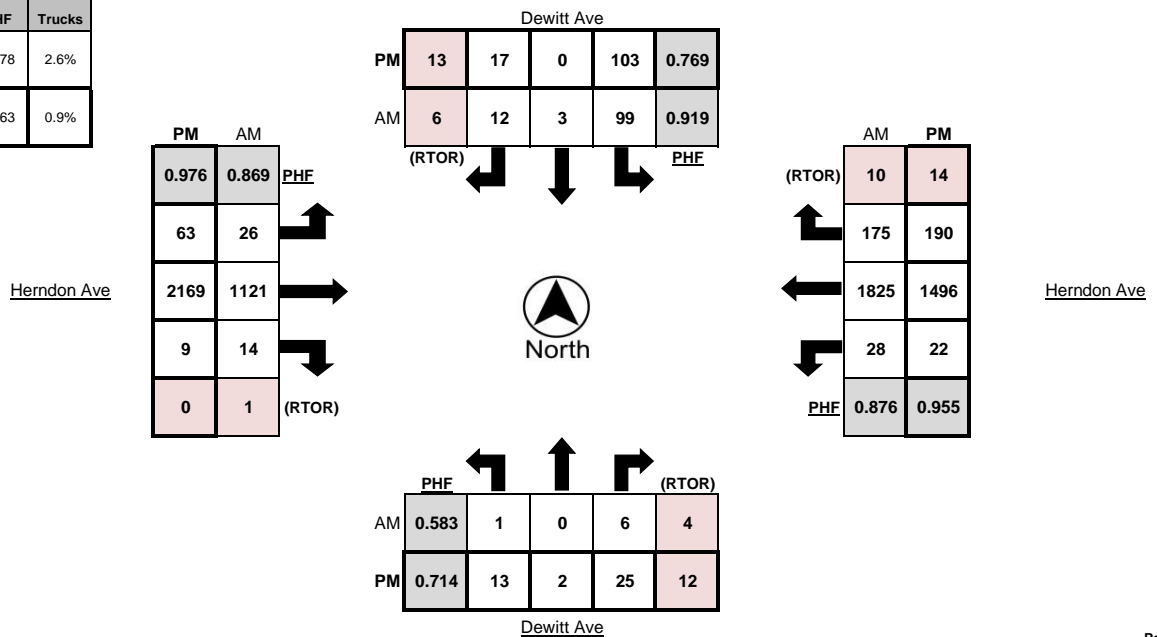 Trucks
78 2.6%
63 0.9%
Dewitt Ave
PM 13 17 0 103 0.769
AM 6 12 3 99 0.919
(RTOR) PHF
PM AM
0.976 0.869 PHF
63 26
Herndon Ave 2169 1121
9 14
0 1 (RTOR)
North
AM PM
(RTOR) 10 14
175 190
1825 1496 Herndon Ave
28 22
PHF 0.876 0.955
PHF (RTOR)
AM 0.583 1 0 6 4
PM 0.714 13 2 25 12
Dewitt Ave